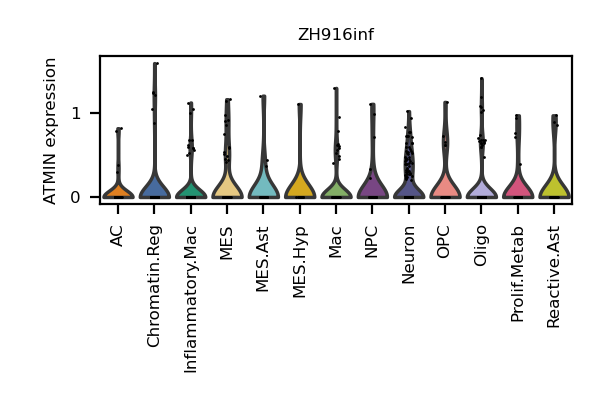 ZH916inf
ATMIN expression
1
0
AC
Chromatin.Reg
Inflammatory.Mac
MES
MES.Ast
MES.Hyp
Mac
NPC
Neuron
OPC
Oligo
Prolif.Metab
Reactive.Ast